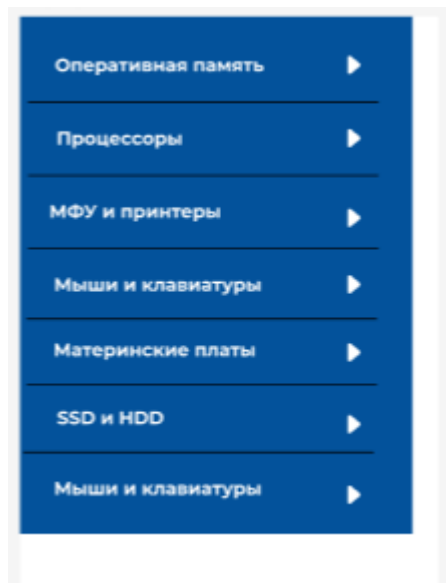 Оперативная память
Процессоры
МФУ и принтеры
Мыши и клавиатуры
Материнские платы
SSD и HDD
Мыши и клавиатуры